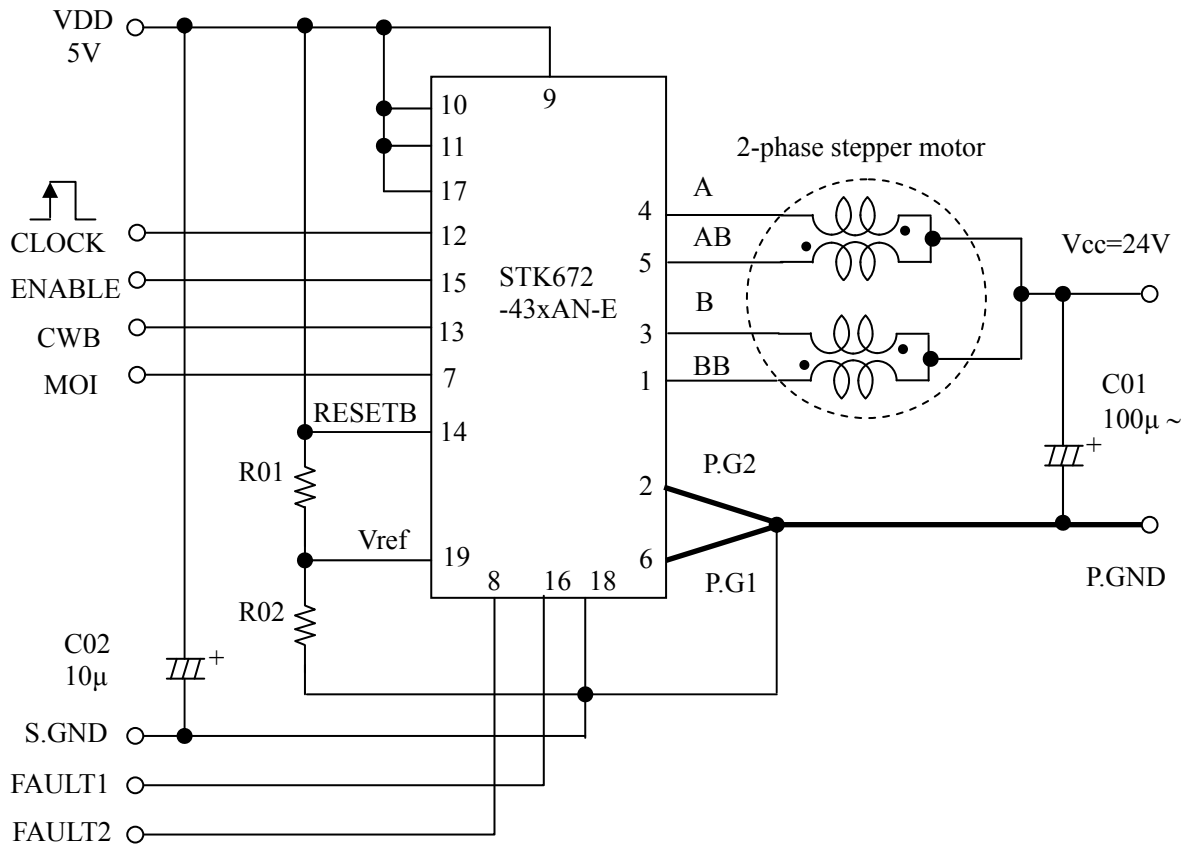 VDD
5V
9
10
11
17
2-phase stepper motor
CLOCK
12
4
A
AB
Vcc=24V
ENABLE
15
STK672
-43xAN-E
5
CWB
13
B
3
MOI
7
BB
1
C01
100μ ~
+
RESETB
14
R01
P.G2
2
Vref
19
6
P.G1
P.GND
8
16
18
R02
C02
10μ
+
S.GND
FAULT1
FAULT2